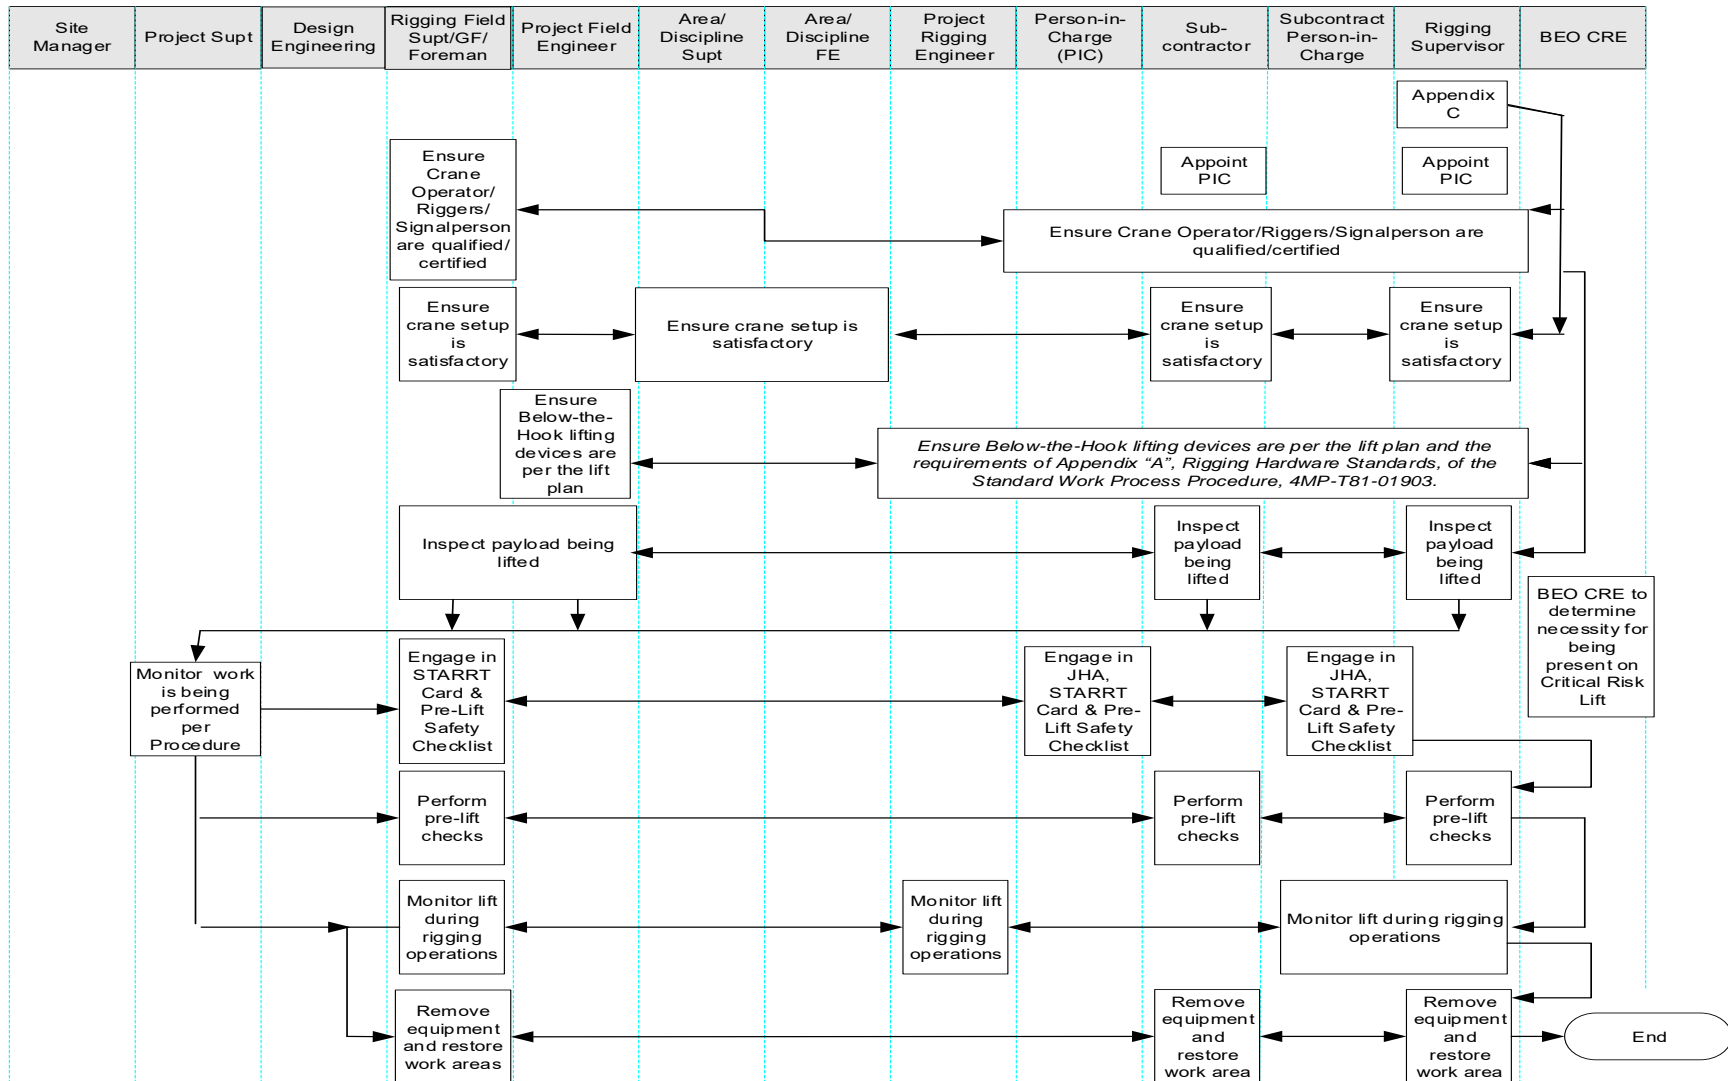 Site
Manager
Project Supt
Design
Engineering
Rigging Field
Supt/GF/
Foreman
Project Field
Engineer
Area/
Discipline
Supt
Area/
Discipline
FE
Project
Rigging
Engineer
Person-in-
Charge
(PIC)
Sub-
contractor
Subcontract
Person-in-
Charge
Rigging
Supervisor
BEO CRE
Appendix
C
Ensure
Crane
Operator/
Riggers/
Signalperson
are qualified/
certified
Appoint
PIC
Appoint
PIC
Ensure Crane Operator/Riggers/Signalperson are
qualified/certified
Ensure
crane setup
is
satisfactory
Ensure crane setup is
satisfactory
Ensure
crane setup
is
satisfactory
Ensure
crane setup
is
satisfactory
Ensure
Below-the-
Hook lifting
devices are
per the lift
plan
Ensure Below-the-Hook lifting devices are per the lift plan and the
requirements of Appendix “A”, Rigging Hardware Standards, of the
Standard Work Process Procedure, 4MP-T81-01903.
Inspect payload being
lifted
Inspect
payload
being
lifted
Inspect
payload
being
lifted
BEO CRE to
determine
necessity for
being
present on
Critical Risk
Lift
Monitor work
is being
performed
per
Procedure
Engage in
STARRT
Card &
Pre-Lift
Safety
Checklist
Engage in
JHA,
STARRT
Card & Pre-
Lift Safety
Checklist
Engage in
JHA,
STARRT
Card & Pre-
Lift Safety
Checklist
Perform
pre-lift
checks
Perform
pre-lift
checks
Perform
pre-lift
checks
Monitor lift
during
rigging
operations
Monitor lift
during
rigging
operations
Monitor lift during rigging
operations
Remove
equipment
and restore
work areas
Remove
equipment
and
restore
work area
Remove
equipment
and
restore
work area
End